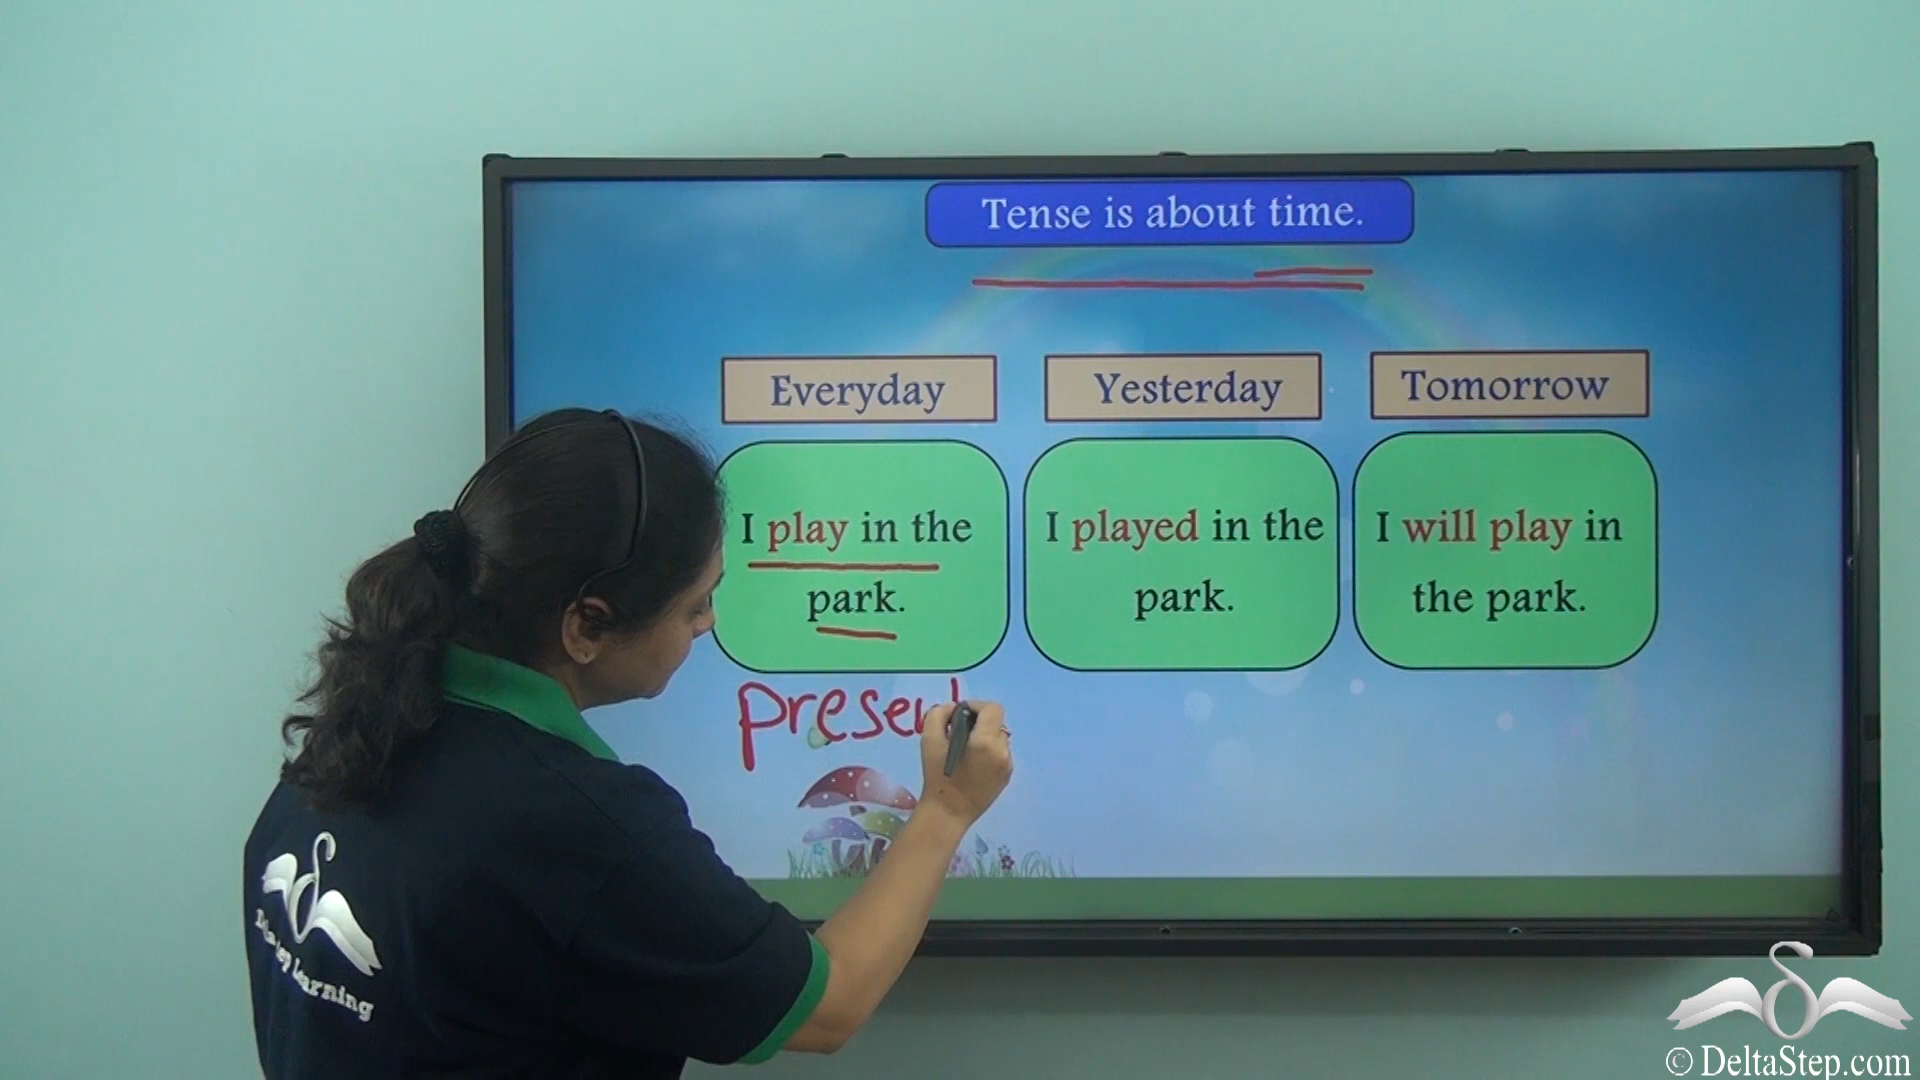 Tense is about time.
Everyday
Yesterday
Tomorrow
I play in the
park.
I played in the
park.
I will play in
the park.
present
Learning
© DeltaStep.com